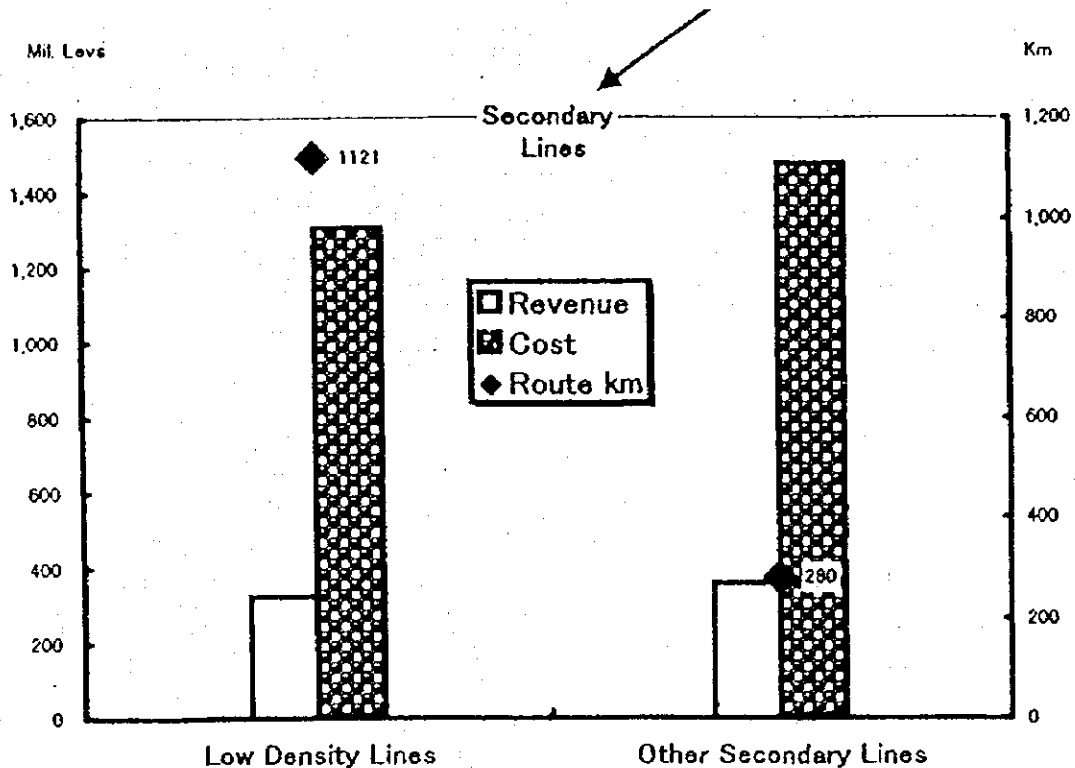 Mil. Levs
Km
Secondary
Lines
1,600
1,400
1,200
1,000
800
600
400
200
0
1,200
1,000
800
600
400
200
0
1121
280
Revenue
Cost
Route km
Low Density Lines
Other Secondary Lines